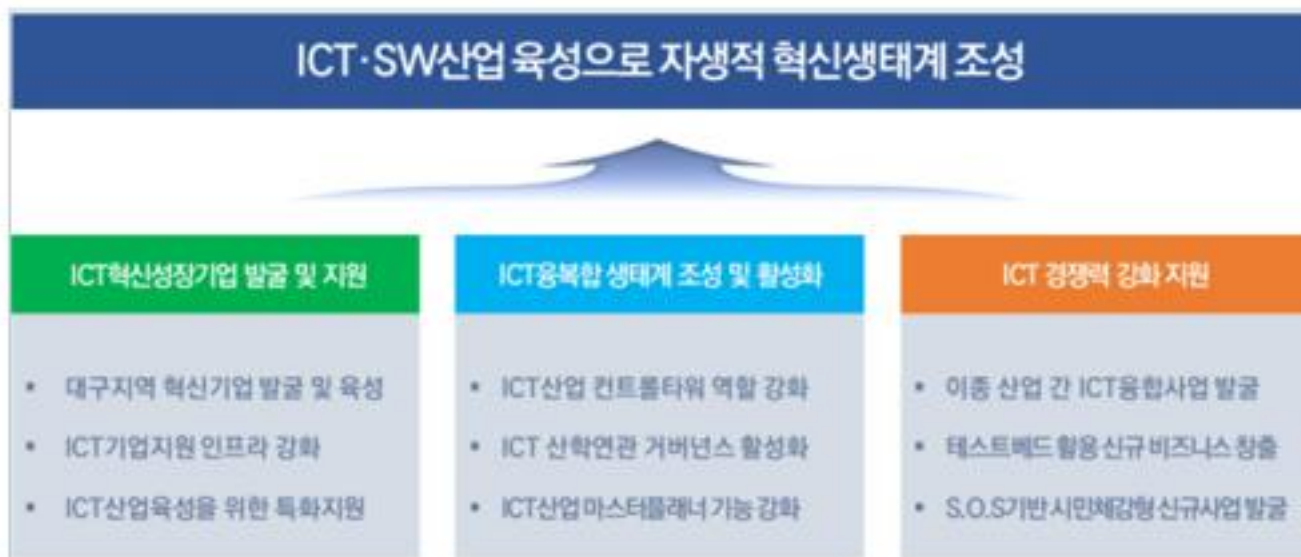 ICT·SW산업 육성으로 자생적 혁신생태계 조성
ICT혁신성장기업 발굴 및 지원
• 대구지역 혁신기업 발굴 및 육성
• ICT기업지원 인프라 강화
• ICT산업육성을 위한 특화지원
ICT융복합 생태계 조성 및 활성화
• ICT산업 컨트롤타워 역할 강화
• ICT 산학연관 거버넌스 활성화
• ICT산업 마스터플래너 기능 강화
ICT 경쟁력 강화 지원
• 이종 산업 간 ICT융합사업 발굴
• 테스트베드 활용 신규 비즈니스 창출
• S.O.S기반 시민체감형 신규사업 발굴